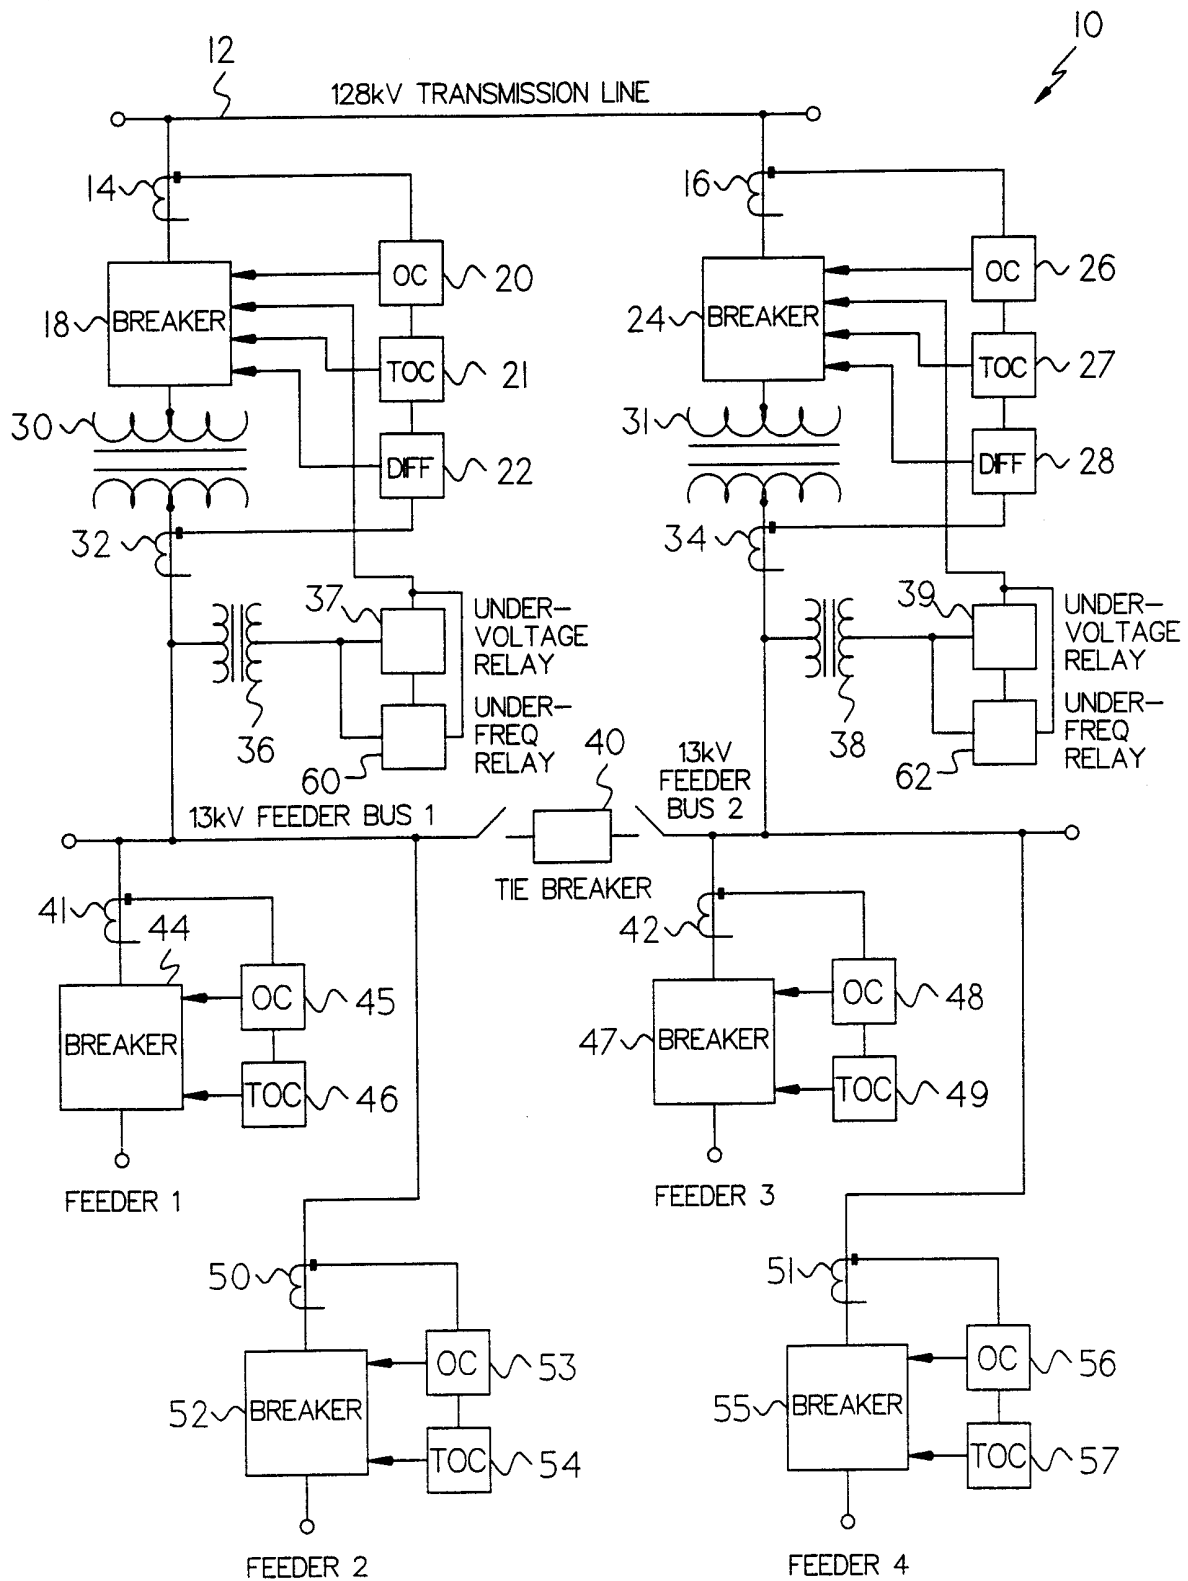 10
12
128kV TRANSMISSION LINE
14
16
OC
20
OC
26
18
BREAKER
24
BREAKER
TOC
21
TOC
27
30
31
DIFF
22
DIFF
28
32
34
37
UNDER-
VOLTAGE
RELAY
39
UNDER-
VOLTAGE
RELAY
36
UNDER-
FREQ
RELAY
60
38
UNDER-
FREQ
RELAY
62
13kV FEEDER BUS 1
40
TIE BREAKER
13kV
FEEDER
BUS 2
41
44
42
OC
45
OC
48
BREAKER
47
BREAKER
TOC
46
TOC
49
FEEDER 1
FEEDER 3
50
51
OC
53
OC
56
52
BREAKER
55
BREAKER
TOC
54
TOC
57
FEEDER 2
FEEDER 4